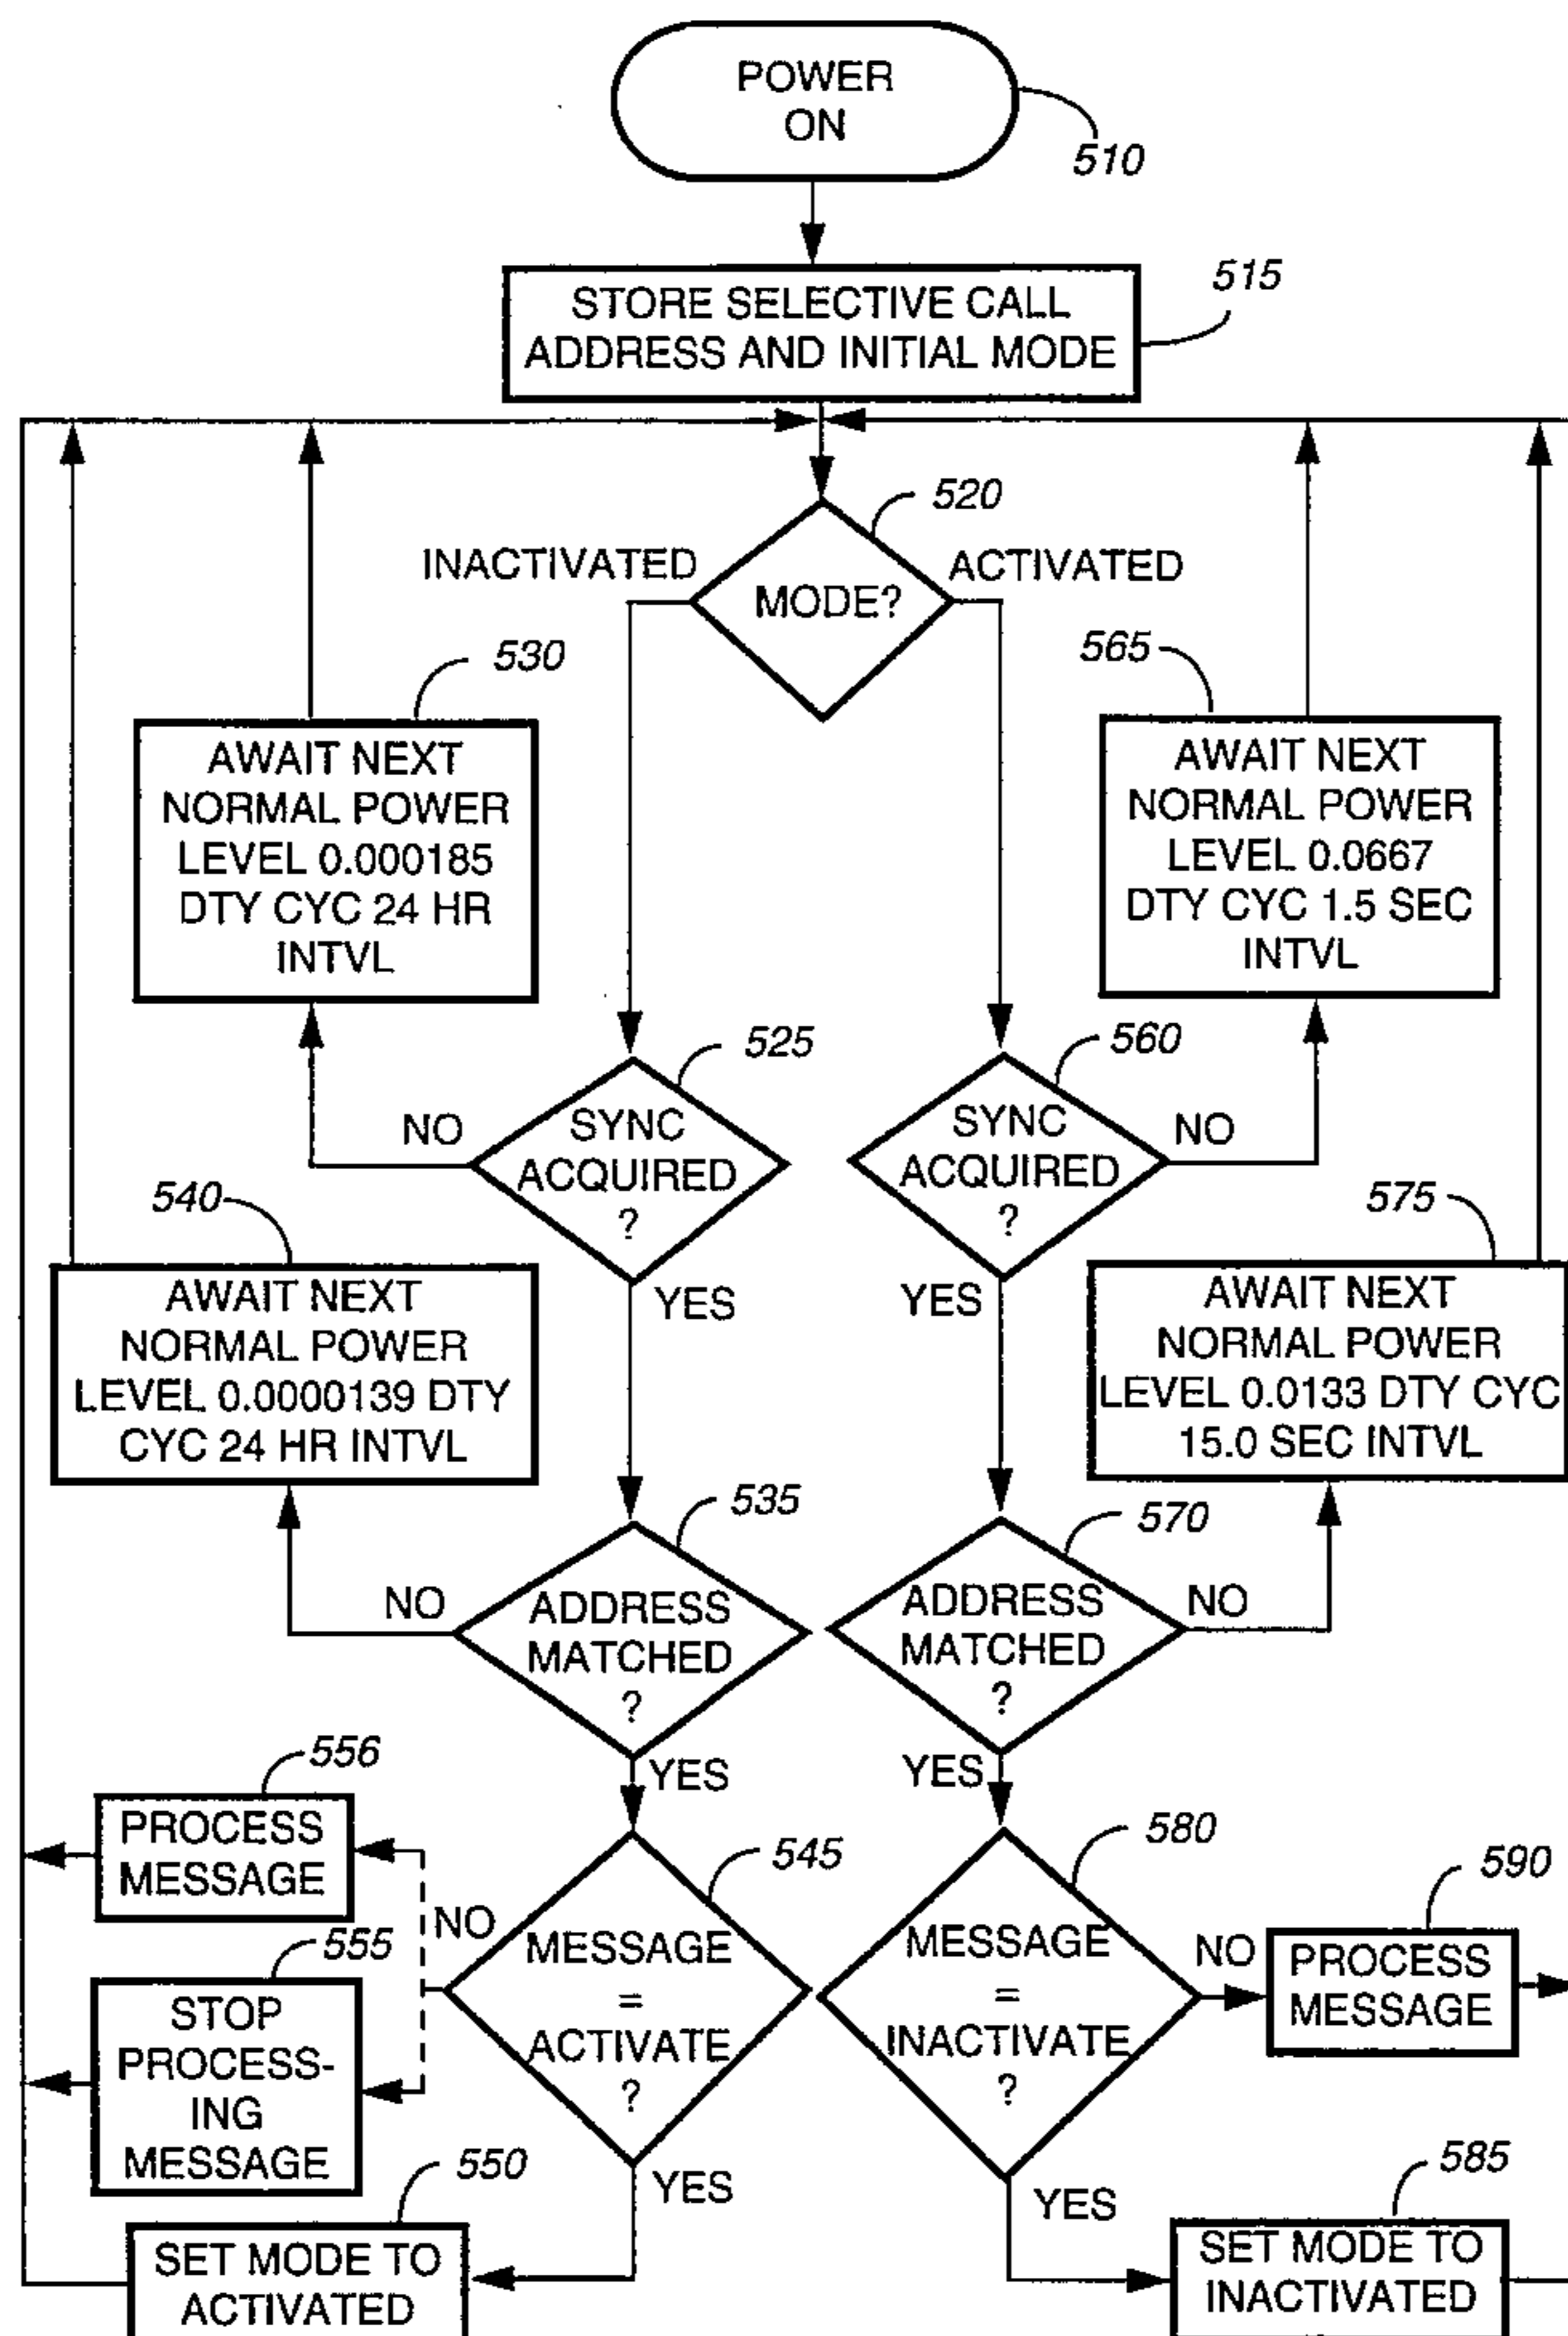 POWER
ON
510
STORE SELECTIVE CALL
ADDRESS AND INITIAL MODE
515
520
INACTIVATED
ACTIVATED
MODE?
530
565
AWAIT NEXT
NORMAL POWER
LEVEL 0.000185
DTY CYC 24 HR
INTVL
AWAIT NEXT
NORMAL POWER
LEVEL 0.0667
DTY CYC 1.5 SEC
INTVL
525
560
NO
SYNC
ACQUIRED
?
SYNC
ACQUIRED
?
NO
540
575
YES
YES
AWAIT NEXT
NORMAL POWER
LEVEL 0.0000139 DTY
CYC 24 HR INTVL
AWAIT NEXT
NORMAL POWER
LEVEL 0.0133 DTY CYC
15.0 SEC INTVL
535
570
NO
ADDRESS
MATCHED
?
ADDRESS
MATCHED
?
NO
556
YES
YES
PROCESS
MESSAGE
545
580
590
555
NO
MESSAGE
=
ACTIVATE
?
MESSAGE
=
INACTIVATE
?
NO
PROCESS
MESSAGE
STOP
PROCESS-
ING
MESSAGE
550
YES
YES
585
SET MODE TO
ACTIVATED
SET MODE TO
INACTIVATED